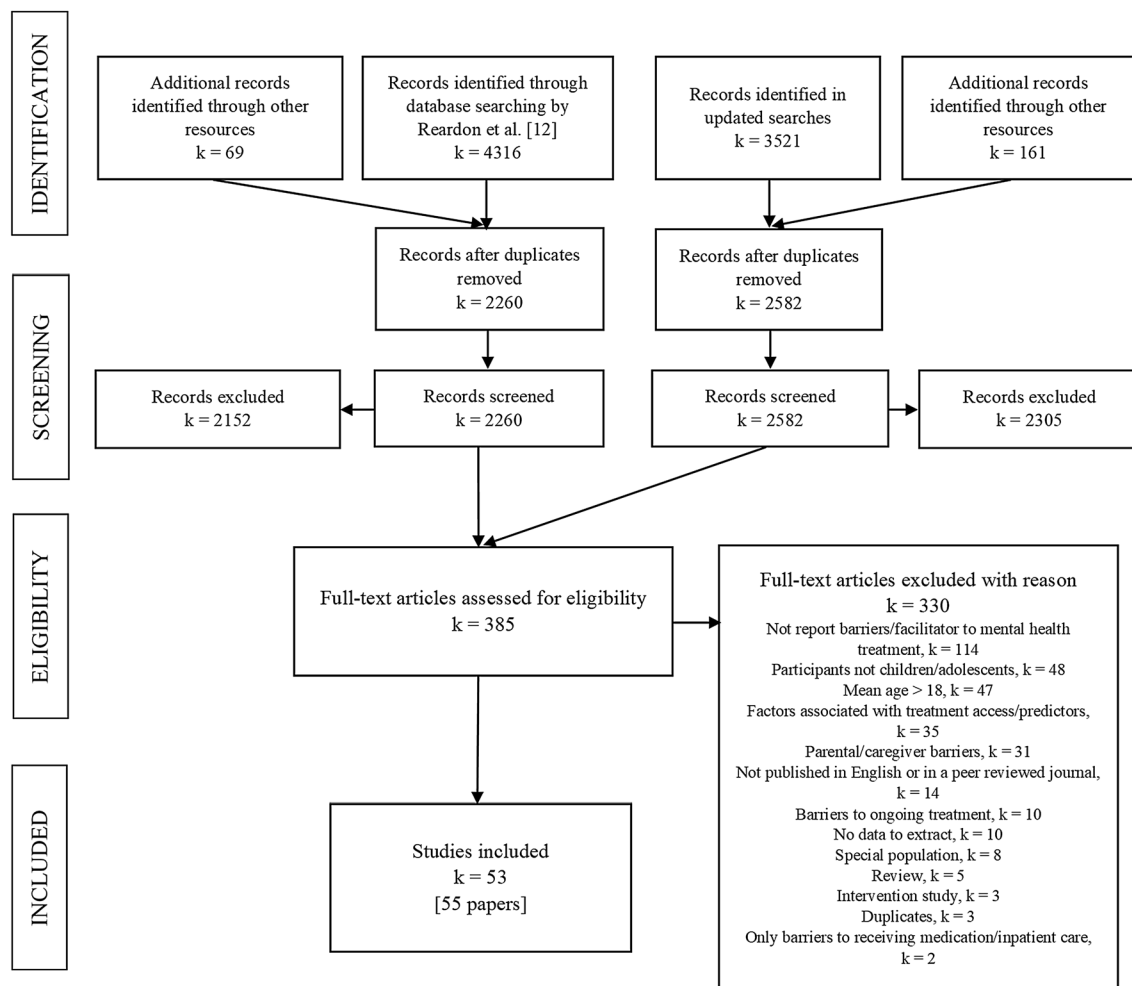 IDENTIFICATION
Additional records
identified through other
resources
k = 69
Records identified through
database searching by
Reardon et al. [12]
k = 4316
Records identified in
updated searches
k = 3521
Additional records
identified through other
resources
k = 161
Records after duplicates
removed
k = 2260
Records after duplicates
removed
k = 2582
SCREENING
Records excluded
k = 2152
Records screened
k = 2260
Records screened
k = 2582
Records excluded
k = 2305
ELIGIBILITY
Full-text articles assessed for eligibility
k = 385
Full-text articles excluded with reason
k = 330
Not report barriers/facilitator to mental health
treatment, k = 114
Participants not children/adolescents, k = 48
Mean age > 18, k = 47
Factors associated with treatment access/predictors,
k = 35
Parental/caregiver barriers, k = 31
Not published in English or in a peer reviewed journal,
k = 14
Barriers to ongoing treatment, k = 10
No data to extract, k = 10
Special population, k = 8
Review, k = 5
Intervention study, k = 3
Duplicates, k = 3
Only barriers to receiving medication/inpatient care,
k = 2
INCLUDED
Studies included
k = 53
[55 papers]